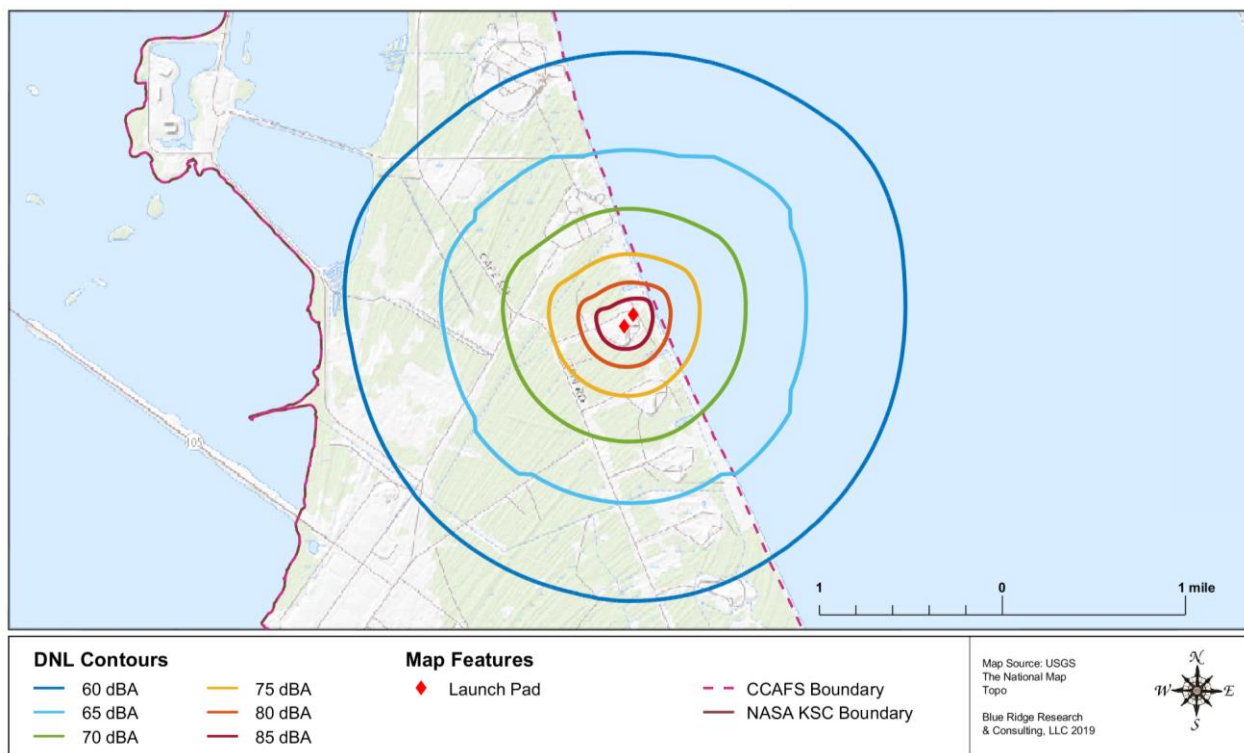 105
1 0 1 mile
DNL Contours
60 dBA
65 dBA
70 dBA
75 dBA
80 dBA
85 dBA
Map Features
Launch Pad
CCAFS Boundary
NASA KSC Boundary
Map Source: USGS
The National Map
Topo
Blue Ridge Research
& Consulting, LLC 2019
N
W E
S